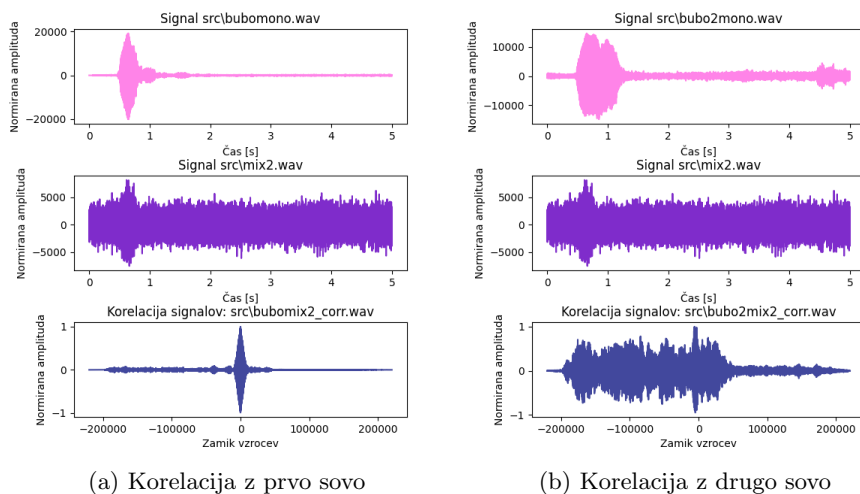 Signal src\bubomono.wav
20000
0
−20000
Normirana amplituda
0 1 2 3 4 5
Čas [s]
Signal src\mix2.wav
5000
0
−5000
Normirana amplituda
0 1 2 3 4 5
Čas [s]
Korelacija signalov: src\bubomix2_corr.wav
1
0
−1
Normirana amplituda
−200000 −100000 0 100000 200000
Zamik vzrocev
(a) Korelacija z prvo sovo
Signal src\bubo2mono.wav
10000
0
−10000
Normirana amplituda
0 1 2 3 4 5
Čas [s]
Signal src\mix2.wav
5000
0
−5000
Normirana amplituda
0 1 2 3 4 5
Čas [s]
Korelacija signalov: src\bubo2mix2_corr.wav
1
0
−1
Normirana amplituda
−200000 −100000 0 100000 200000
Zamik vzrocev
(b) Korelacija z drugo sovo